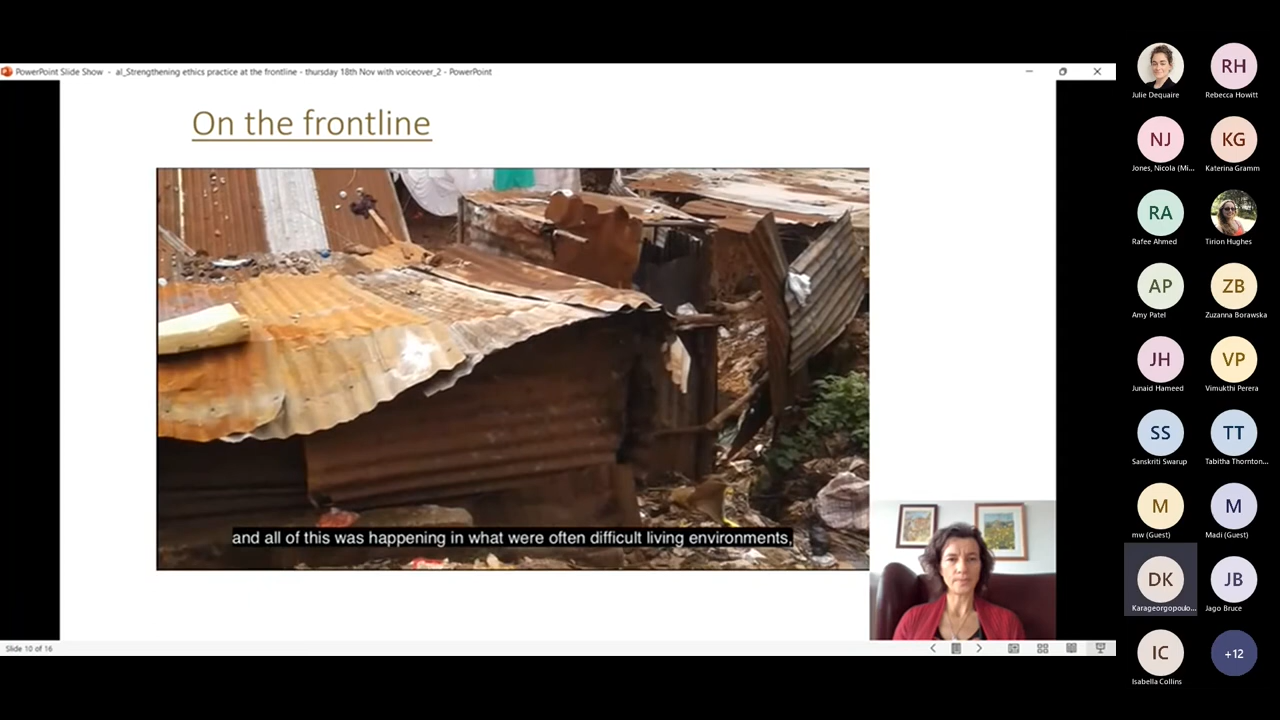 PowerPoint Slide Show - al_Strengthening ethics practice at the frontline - thursday 18th Nov with voiceover_2 - PowerPoint
On the frontline
and all of this was happening in what were often difficult living environments,
Slide 10 of 16
Julie Dequaire
RH
Rebecca Howitt
NJ
Jones, Nicola (Mi...
KG
Katerina Gramm
RA
Rafee Ahmed
Tirion Hughes
AP
Amy Patel
ZB
Zuzanna Borawska
JH
Junaid Hameed
VP
Vimukthi Perera
SS
Sanskriti Swarup
TT
Tabitha Thornton...
M
mw (Guest)
M
Madi (Guest)
DK
Karageorgopoulo...
JB
Jago Bruce
IC
Isabella Collins
+12